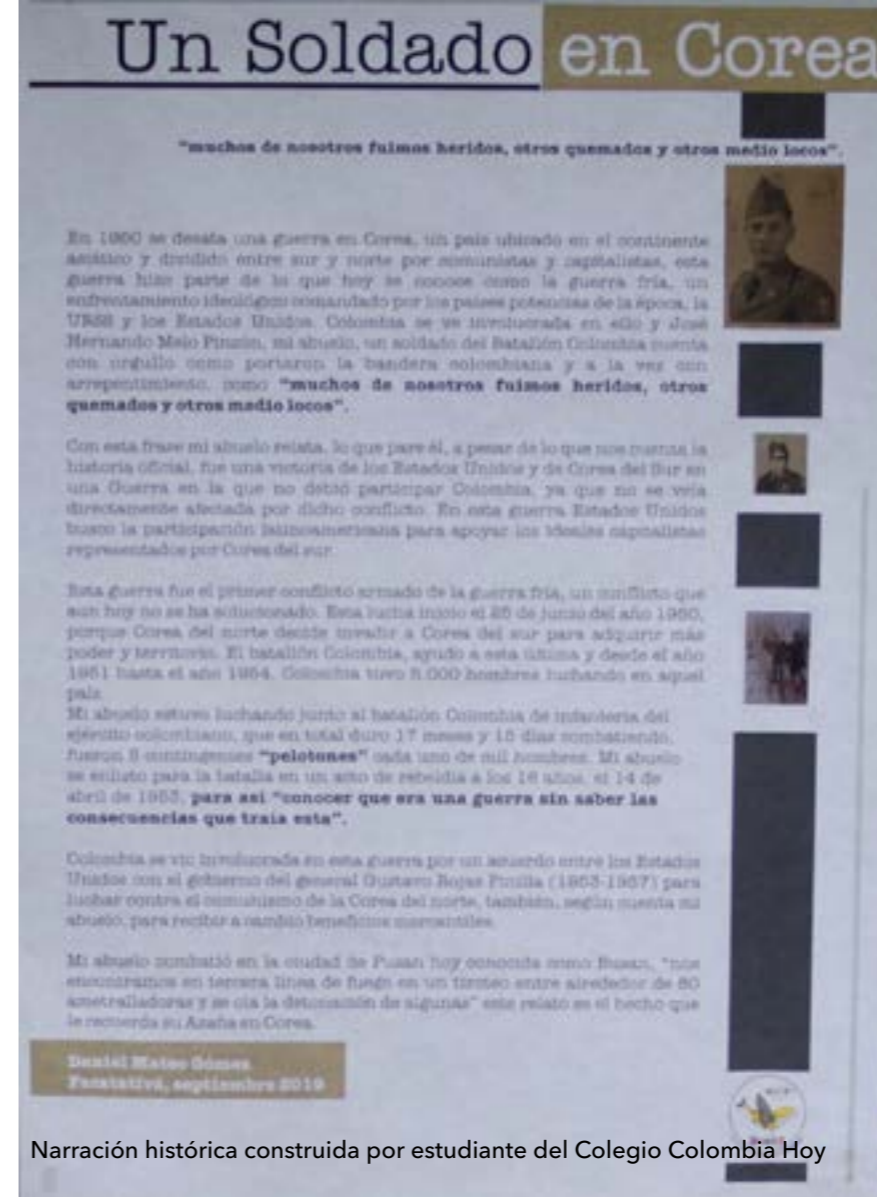 Un Soldado en Corea
"muchos de nosotros fuimos heridos, otros quemados y otros medio locos".
En 1950 se desata una guerra en Corea, un país ubicado en el continente
asiático y dividido entre sur y norte por comunistas y capitalistas, esta
guerra hizo parte de lo que hoy se conoce como la guerra fría, un
enfrentamiento ideológico comandado por los países potencias de la época, la
URSS y los Estados Unidos. Colombia se ve involucrada en ello y José
Hernando Melo Pinzón, mi abuelo, un soldado del Batallón Colombia cuenta
con orgullo como portaron la bandera colombiana y a la vez con
arrepentimiento, como "muchos de nosotros fuimos heridos, otros
quemados y otros medio locos".
Con esta frase mi abuelo relata, lo que para él, a pesar de lo que nos cuenta la
historia oficial, fue una victoria de los Estados Unidos y de Corea del Sur en
una Guerra en la que no debió participar Colombia, ya que no se veía
directamente afectada por dicho conflicto. En esta guerra Estados Unidos
busco la participación latinoamericana para apoyar los ideales capitalistas
representados por Corea del sur.
Esta guerra fue el primer conflicto armado de la guerra fría, un conflicto que
aun hoy no se ha solucionado. Esta lucha inicio el 25 de junio del año 1950,
porque Corea del norte decide invadir a Corea del sur para adquirir más
poder y territorio. El batallón Colombia, ayudo a esta última y desde el año
1951 hasta el año 1954. Colombia tuvo 5.000 hombres luchando en aquel
país.
Mi abuelo estuvo luchando junto al batallón Colombia de infantería del
ejército colombiano, que en total duro 17 meses y 15 días combatiendo,
fueron 5 contingentes "pelotones" cada uno de mil hombres. Mi abuelo
se enlisto para la batalla en un acto de rebeldía a los 16 años, el 14 de
abril de 1953, para así "conocer que era una guerra sin saber las
consecuencias que traía esta".
Colombia se vio involucrada en esta guerra por un acuerdo entre los Estados
Unidos con el gobierno del general Gustavo Rojas Pinilla (1953-1957) para
luchar contra el comunismo de la Corea del norte, también, según cuenta mi
abuelo, para recibir a cambio beneficios mercantiles.
Mi abuelo combatió en la ciudad de Pusan hoy conocida como Busan, "nos
encontramos en tercera línea de fuego en un tiroteo entre alrededor de 80
ametralladoras y se oía la detonación de algunas" este relato es el hecho que
le recuerda su Azaña en Corea.
Daniel Mateo Gómez
Facatativá, septiembre 2019
Narración histórica construida por estudiante del Colegio Colombia Hoy